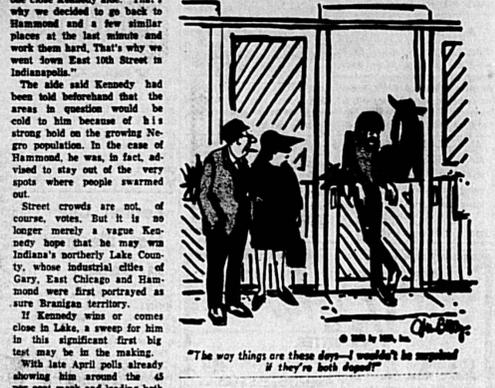 why we decided to go back to
Hammond and a few similar
places at the last minute and
work them hard. That's why we
went down East 10th Street in
Indianapolis."
The aide said Kennedy had
been told beforehand that the
areas in question would be
cold to him because of his
strong hold on the growing Ne-
gro population. In the case of
Hammond, he was, in fact, ad-
vised to stay out of the very
spots where people swarmed
out.
Street crowds are not, of
course, votes. But it is no
longer merely a vague Ken-
nedy hope that he may win
Indiana's northerly Lake Coun-
ty, whose industrial cities of
Gary, East Chicago and Ham-
mond were first portrayed as
sure Branigan territory.
If Kennedy wins or comes
close in Lake, a sweep for him
in this significant first big
test may be in the making.
With late April polls already
showing him around the 45
"The way things are these days—I wouldn't be surprised
if they're both doped!"